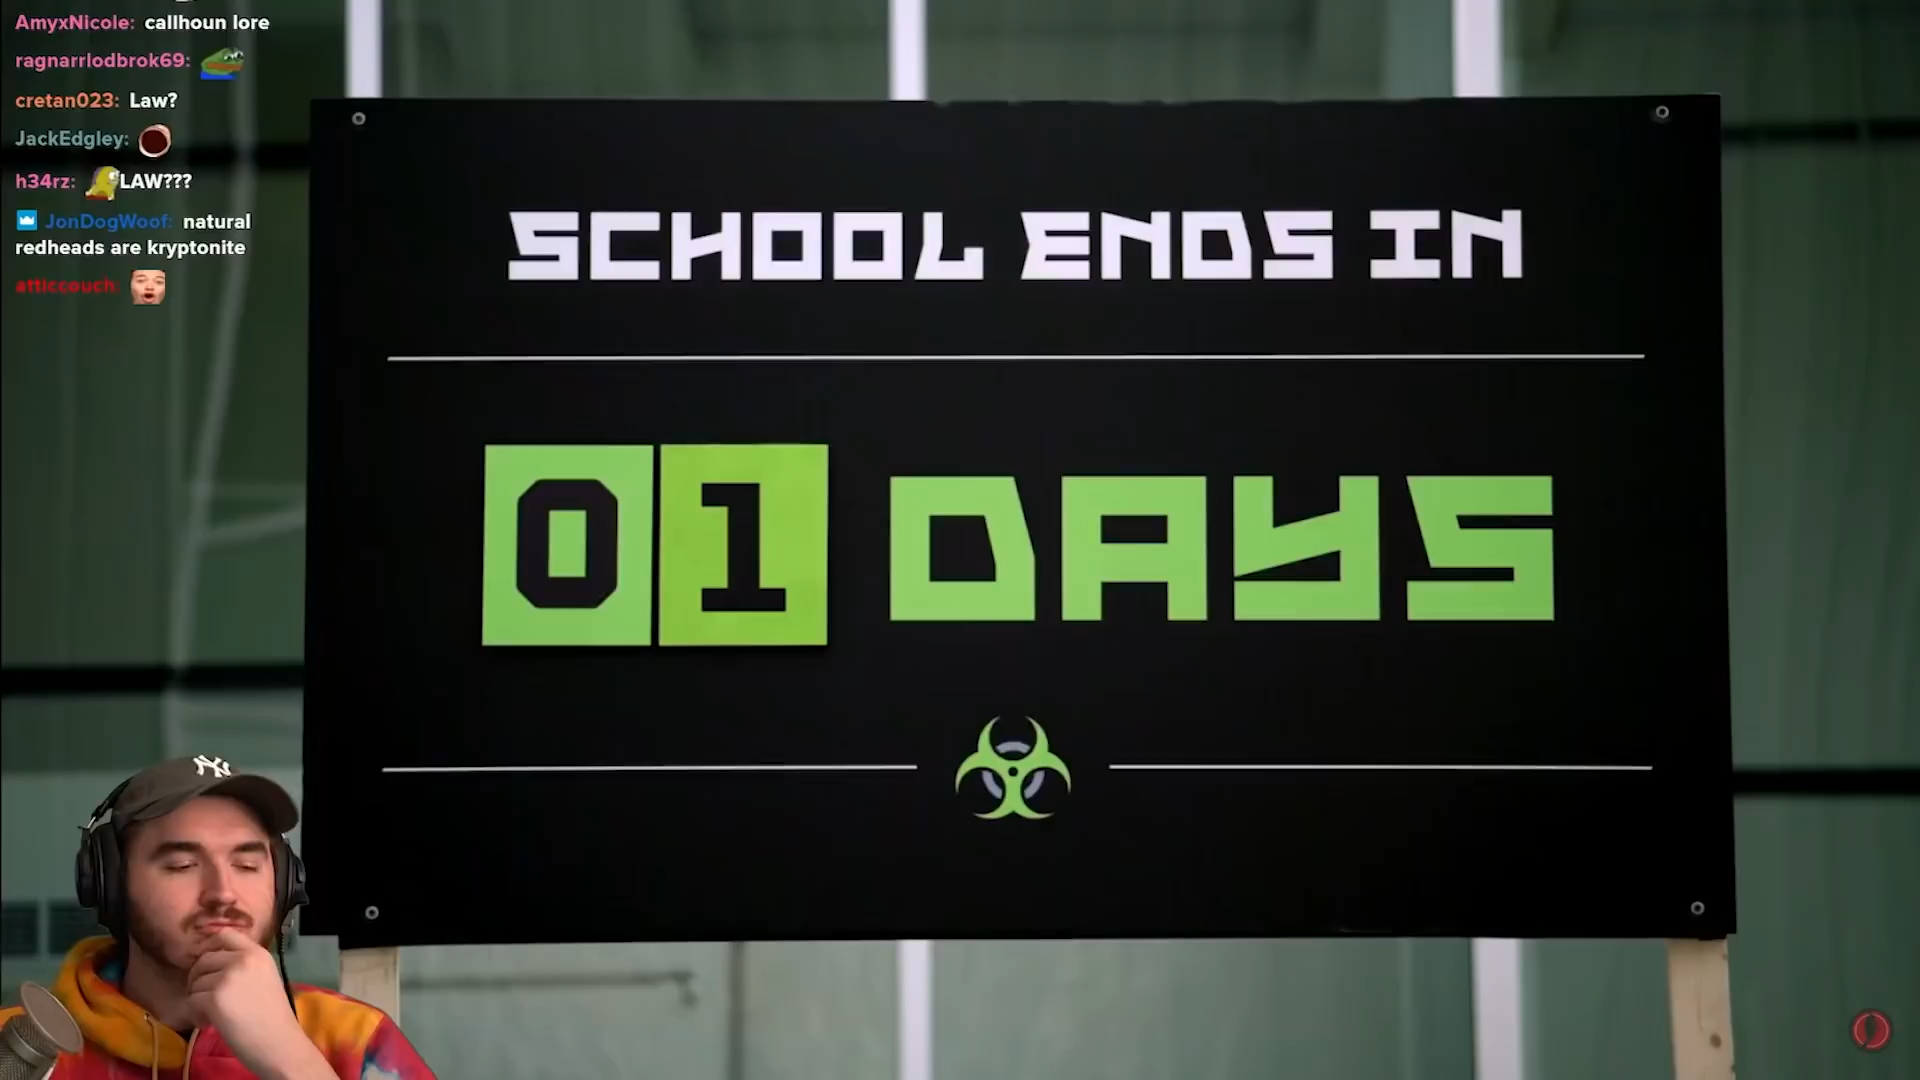 AmyxNicole: callhoun lore
ragnarrlodbrok69:
cretan023: Law?
JackEdgley:
h34rz: LAW???
JonDogWoof: natural
redheads are kryptonite
atticcouch:
SCHOOL ENDS IN
01 DAYS
NY